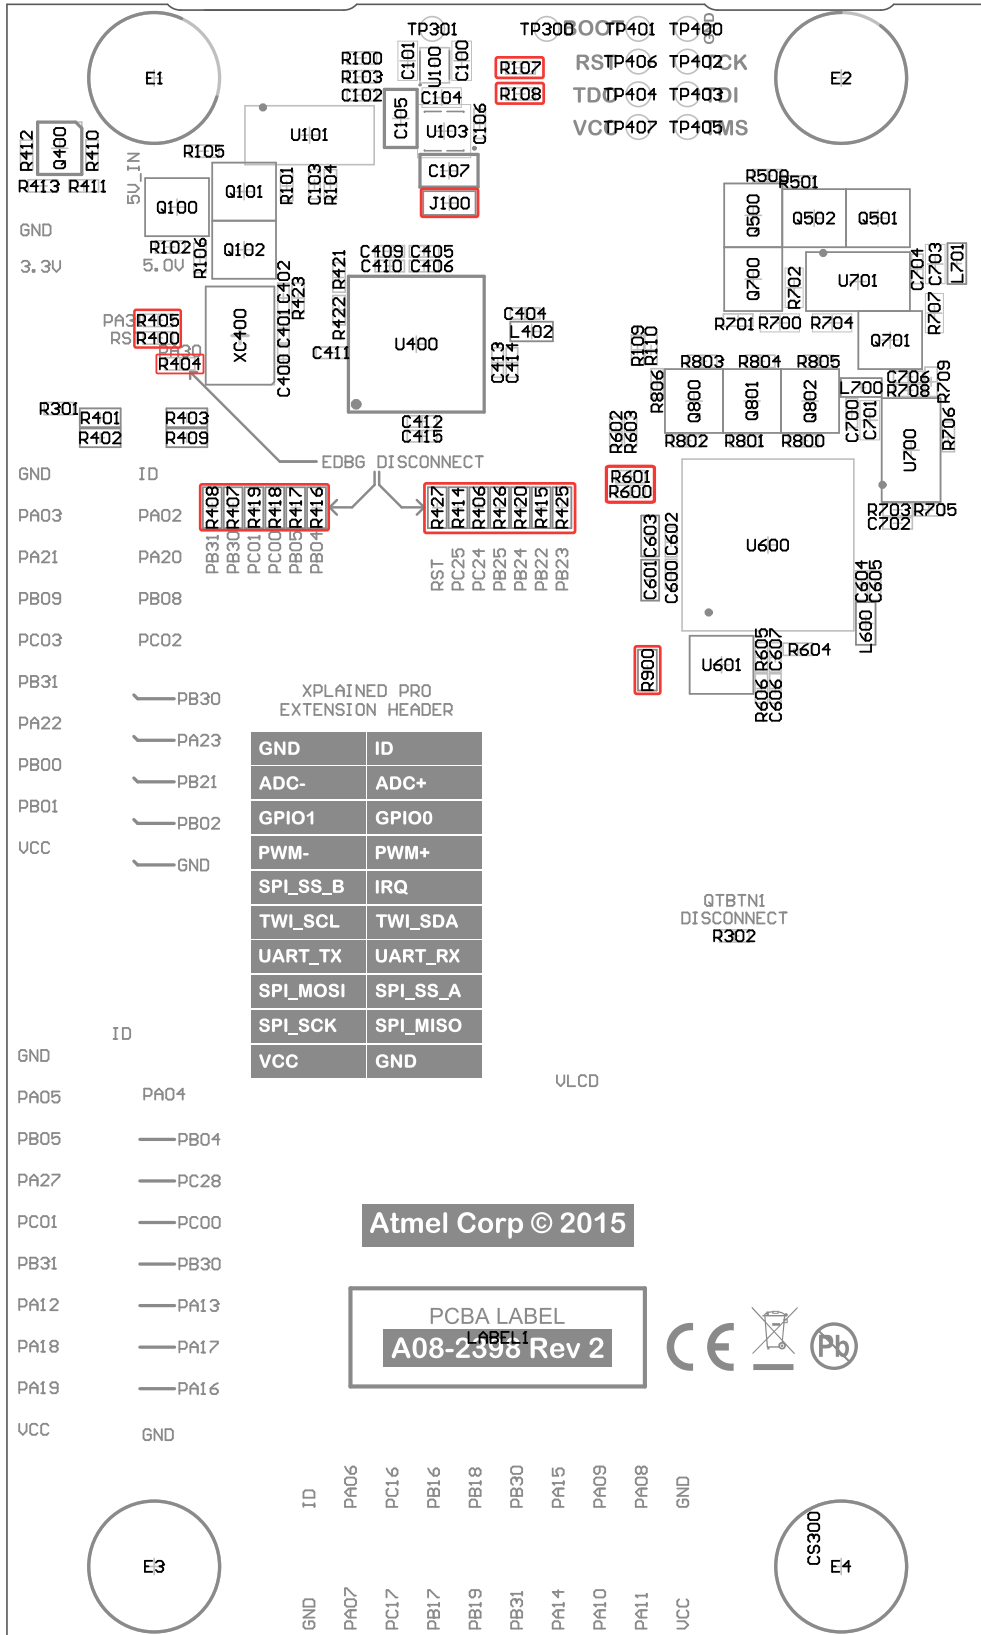 TP301 TP300 BOOT TP401 TP400 GND
R100 C101 U100 C100 RST TP406 TP402 TCK
R103 R107
E1 E2
C102 C104 R108 TDO TP404 TP403 TDI
C105 C106
U101 U103 VCC TP407 TP405 TMS
R412 Q400 R410
R105 5V_IN
C107
R413 R411 Q101 R101 C103 R104 R500 R501
Q100 J100 Q500 Q502 Q501
GND
R102 R106 Q102 C409 C405
3.3V 5.0V C410 C406
C402 R423 R421 Q700 R702 U701 C704 C703 L701
R405 XC400 C401 R422 C404 R707
R400 L402 R701 R700 R704
U400 Q701
R404 C400 C411 C413 C414 R109 R110
R803 R804 R805 C706 R709
R806 Q800 Q801 Q802 L700 R708
R301 R401 R403 C412 C700 C701 R706
R402 R409 C415 R602 R603 R802 R801 R800 U700
EDBG DISCONNECT
GND ID R601
R600
R408 R407 R419 R418 R417 R416 R427 R414 R406 R426 R420 R415 R425
PA03 PA02 R703 R705
C702
PB31 PB30 PC01 PC00 PB05 PB04 RST PC25 PC24 PB25 PB24 PB22 PB23
C603 C602 U600
PA21 PA20
C601 C600 C604 C605
PB09 PB08
L600
PC03 PC02
R605 C607 R604
U601
R900
R606 C606
PB31
XPLAINED PRO
PB30
EXTENSION HEADER
PA22
PA23
GND ID
PB00
PB21
ADC- ADC+
PB01
PB02
GPIO1 GPIO0
VCC
GND
PWM- PWM+
SPI_SS_B IRQ
QTBTN1
TWI_SCL TWI_SDA
DISCONNECT
R302
UART_TX UART_RX
SPI_MOSI SPI_SS_A
SPI_SCK SPI_MISO
ID
GND
VCC GND
VLCD
PA05 PA04
PB05 PB04
PA27 PC28
PC01 PC00
Atmel Corp © 2015
PB31 PB30
PA12 PA13
PCBA LABEL
LABEL1
A08-2398 Rev 2
CE Pb
PA18 PA17
PA19 PA16
VCC GND
ID PA06 PC16 PB16 PB18 PB30 PA15 PA09 PA08 GND
CS300
E3 E4
GND PA07 PC17 PB17 PB19 PB31 PA14 PA10 PA11 VCC